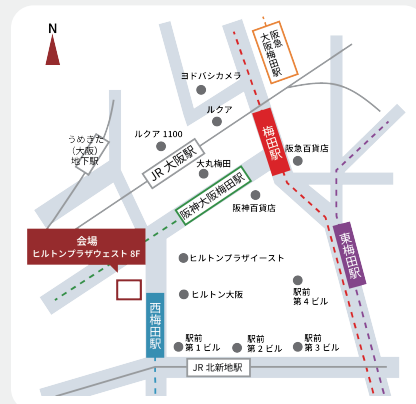 N
阪急
大阪梅田駅
ヨドバシカメラ
ルクア
ルクア 1100
うめきた
（大阪）
地下駅
JR 大阪駅
梅田駅
阪急百貨店
大丸梅田
阪神大阪梅田駅
阪神百貨店
会場
ヒルトンプラザウェスト 8F
東梅田駅
ヒルトンプラザイースト
ヒルトン大阪
西梅田駅
駅前
第４ビル
駅前
第１ビル
駅前
第２ビル
駅前
第３ビル
JR 北新地駅